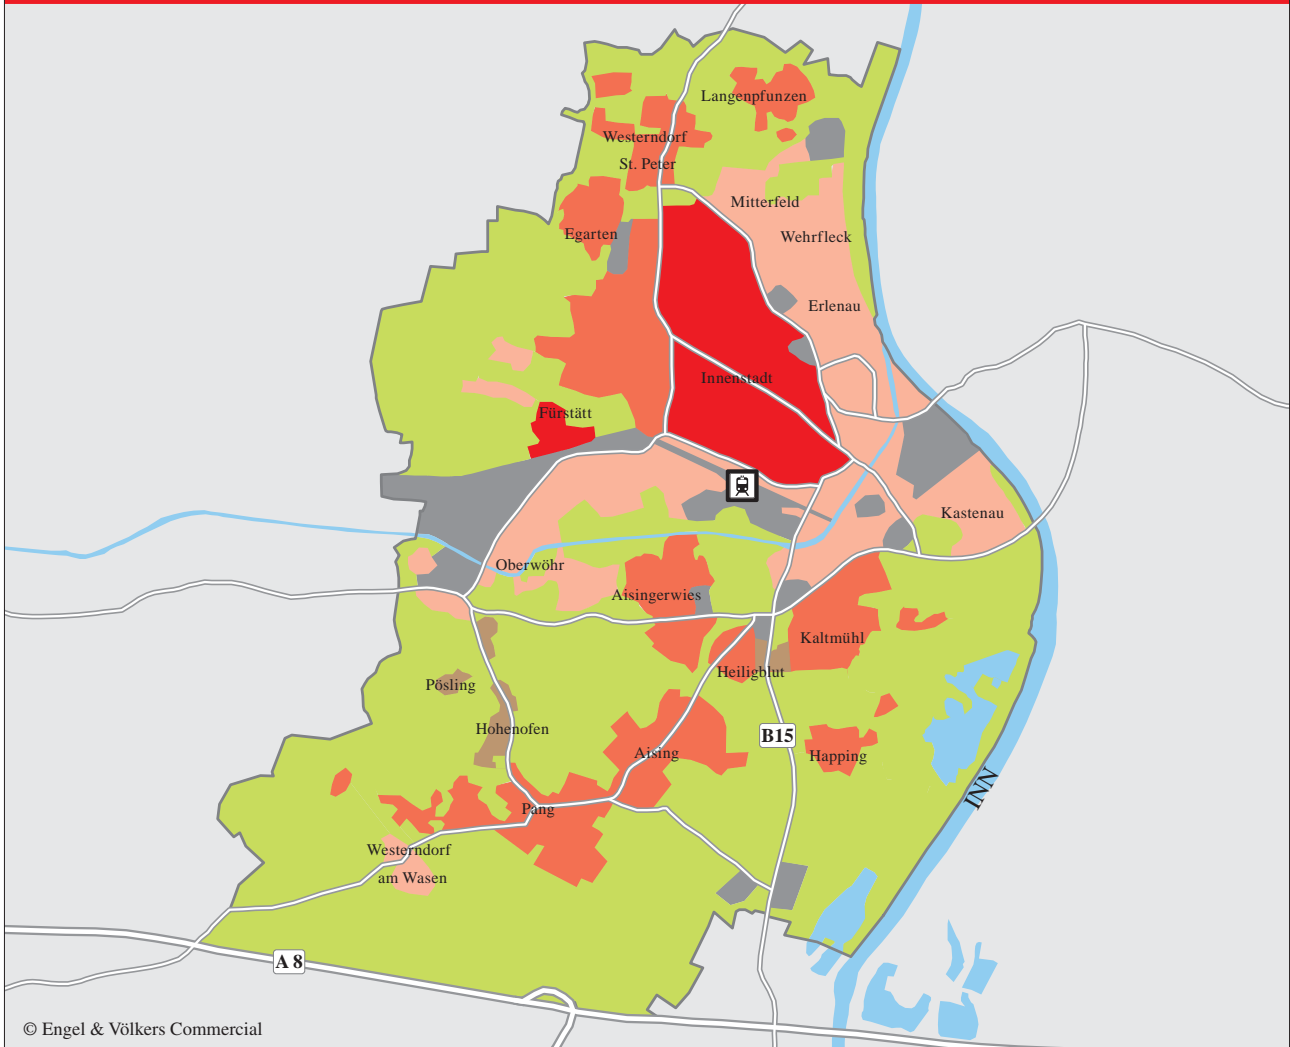 Langenpfunzen
Westerndorf
St. Peter
Mitterfeld
Egarten
Wehrfleck
Erlenau
Innenstadt
Fürstätt
Kastenau
Oberwöhr
Aisingerwies
Kaltmühl
Heiligblut
Pösling
Hohenofen
B15
Aising
Happing
INN
Pang
Westerndorf
am Wasen
A 8
© Engel & Völkers Commercial